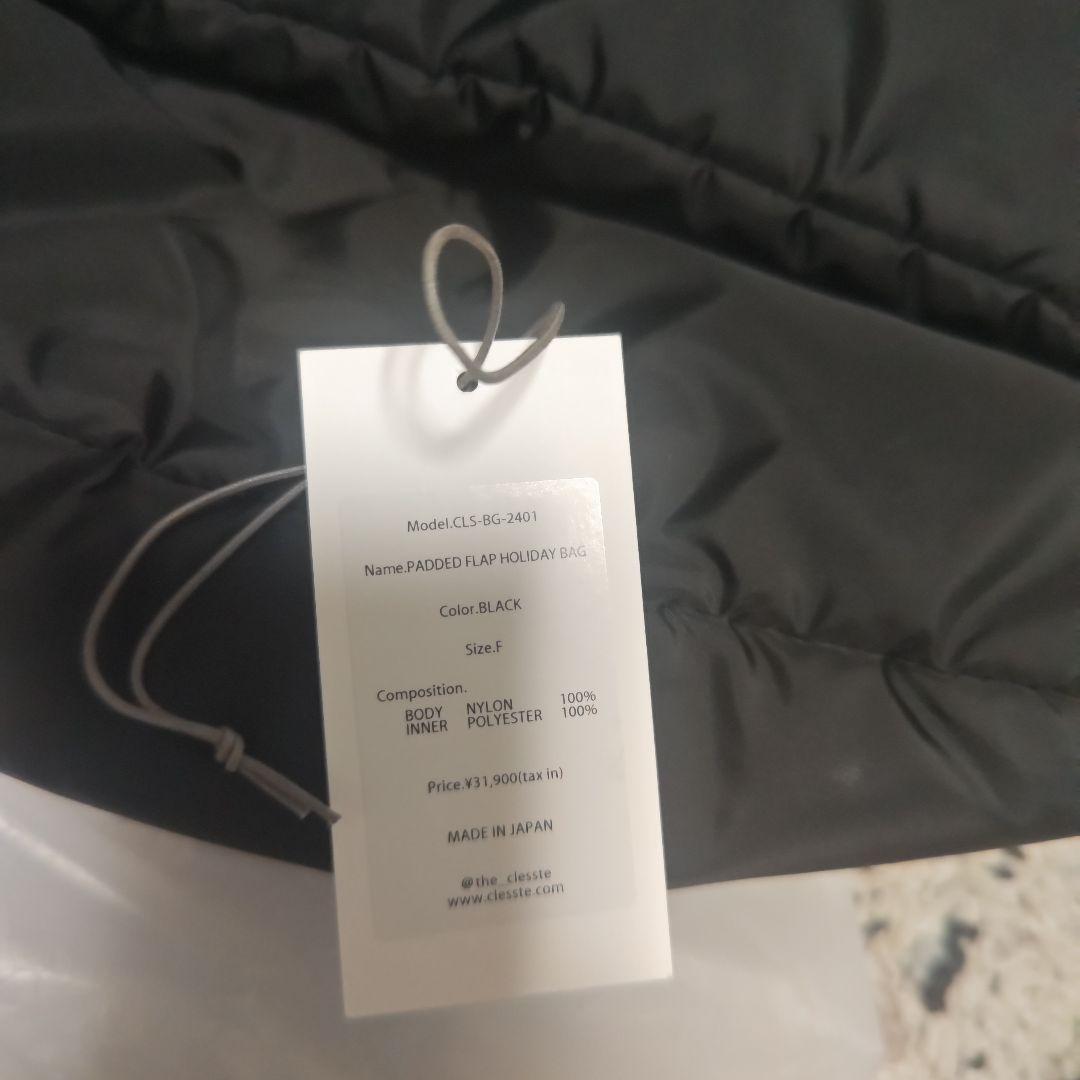 Model.CLS-BG-2401
Name.PADDED FLAP HOLIDAY BAG
Color.BLACK
Size.F
Composition.
BODY NYLON 100%
INNER POLYESTER 100%
Price.¥31,900(tax in)
MADE IN JAPAN
@the_clesste
www.clesste.com